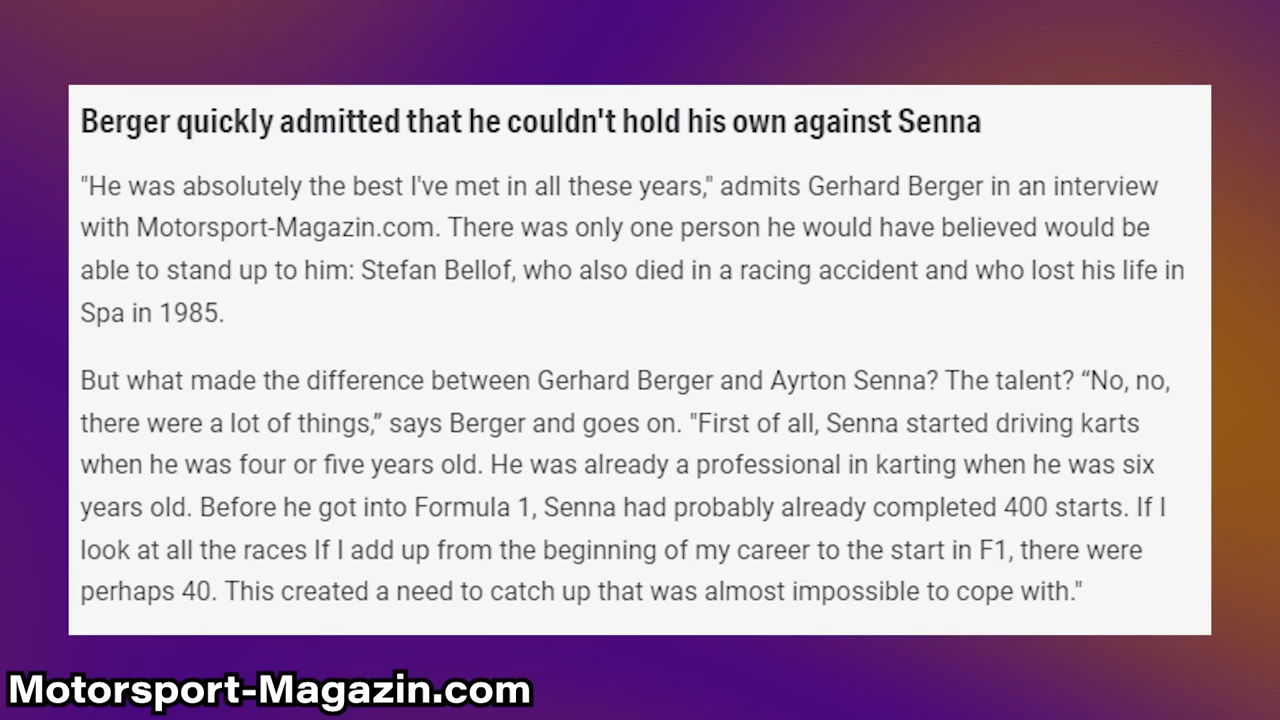 Berger quickly admitted that he couldn't hold his own against Senna
"He was absolutely the best I've met in all these years," admits Gerhard Berger in an interview
with Motorsport-Magazin.com. There was only one person he would have believed would be
able to stand up to him: Stefan Bellof, who also died in a racing accident and who lost his life in
Spa in 1985.
But what made the difference between Gerhard Berger and Ayrton Senna? The talent? “No, no,
there were a lot of things,” says Berger and goes on. "First of all, Senna started driving karts
when he was four or five years old. He was already a professional in karting when he was six
years old. Before he got into Formula 1, Senna had probably already completed 400 starts. If I
look at all the races If I add up from the beginning of my career to the start in F1, there were
perhaps 40. This created a need to catch up that was almost impossible to cope with."
Motorsport-Magazin.com